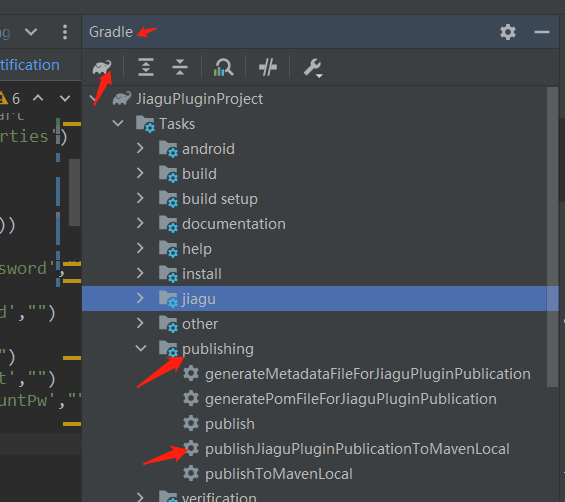 ng
Gradle
tification
6
JiaguPluginProject
art
Tasks
rties')
android
build
build setup
documentation
))
help
sword',"
install
d',"")
jiagu
other
")
publishing
t',"")
generateMetadataFileForJiaguPluginPublication
untPw',""
generatePomFileForJiaguPluginPublication
publish
publishJiaguPluginPublicationToMavenLocal
publishToMavenLocal
verification